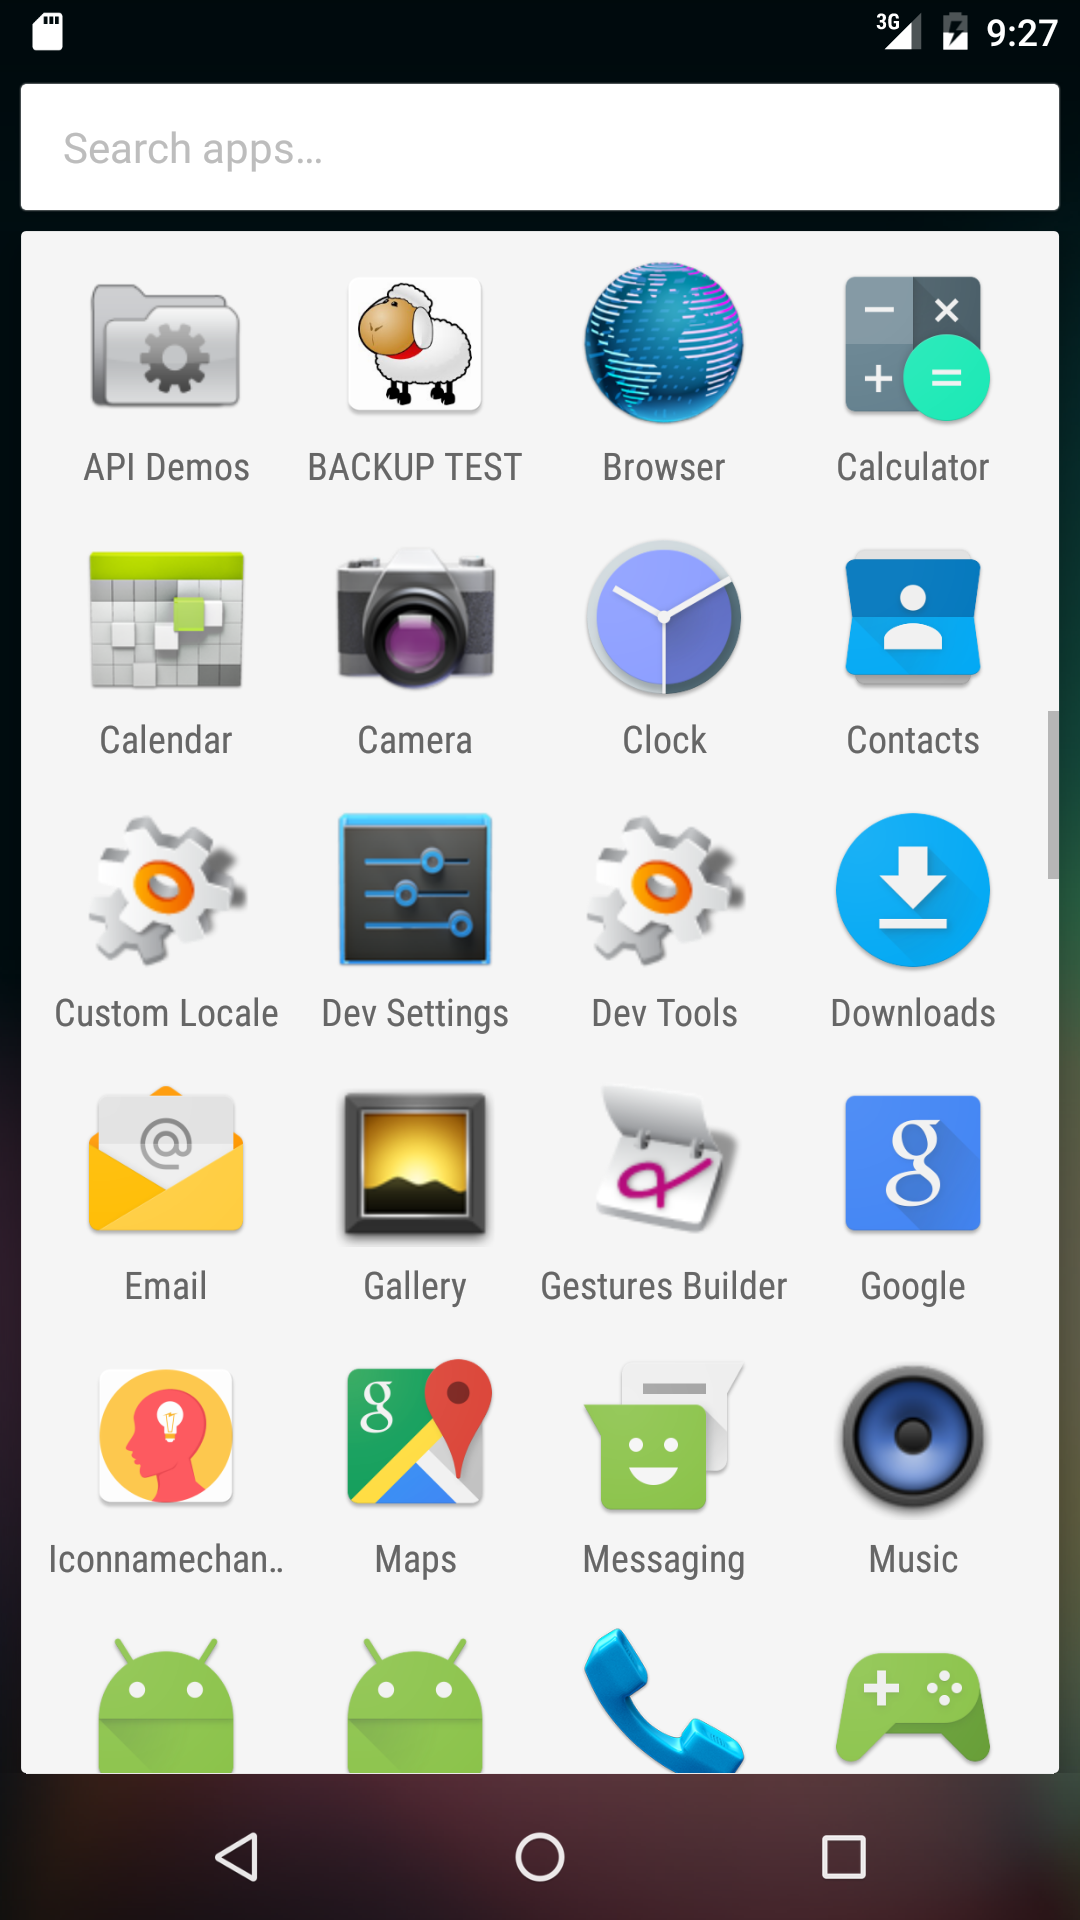 3G 9:27
Search apps...
API Demos BACKUP TEST Browser Calculator
Calendar Camera Clock Contacts
Custom Locale Dev Settings Dev Tools Downloads
Email Gallery Gestures Builder Google
Iconnamechan.. Maps Messaging Music